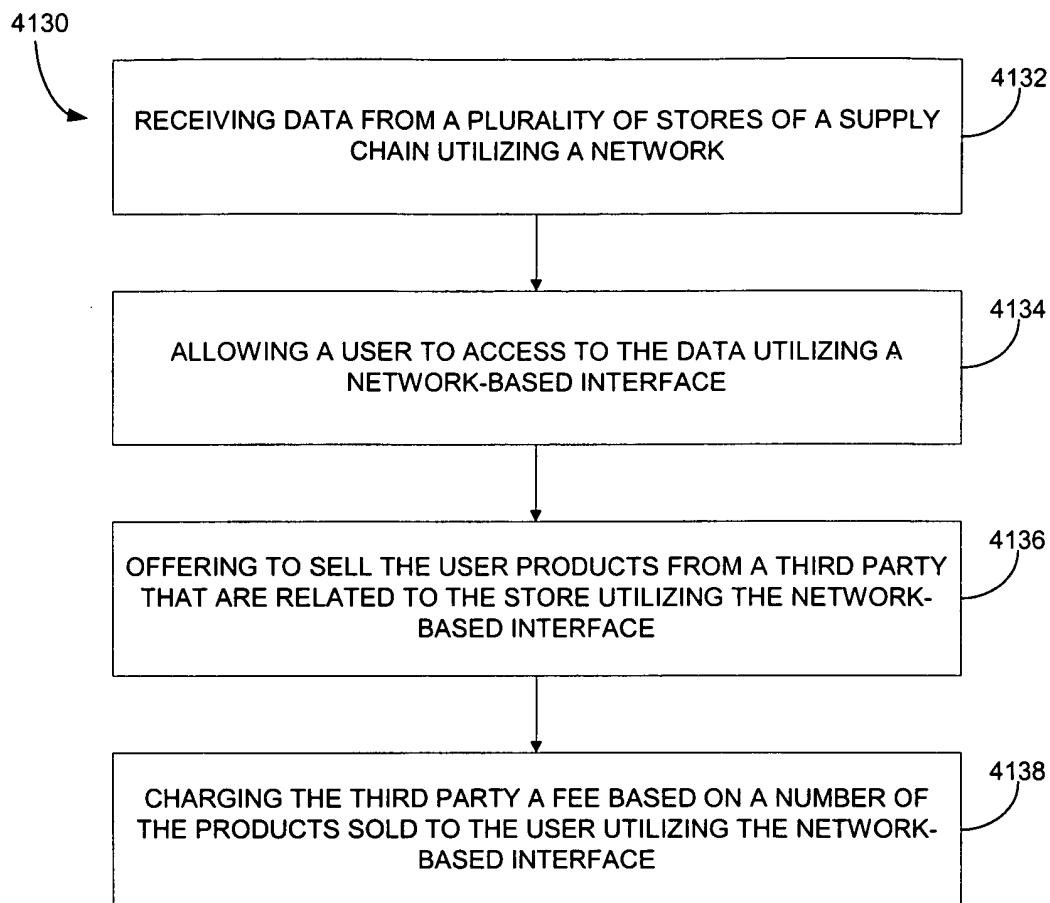 4130
RECEIVING DATA FROM A PLURALITY OF STORES OF A SUPPLY
CHAIN UTILIZING A NETWORK
4132
ALLOWING A USER TO ACCESS TO THE DATA UTILIZING A
NETWORK-BASED INTERFACE
4134
OFFERING TO SELL THE USER PRODUCTS FROM A THIRD PARTY
THAT ARE RELATED TO THE STORE UTILIZING THE NETWORK-
BASED INTERFACE
4136
CHARGING THE THIRD PARTY A FEE BASED ON A NUMBER OF
THE PRODUCTS SOLD TO THE USER UTILIZING THE NETWORK-
BASED INTERFACE
4138